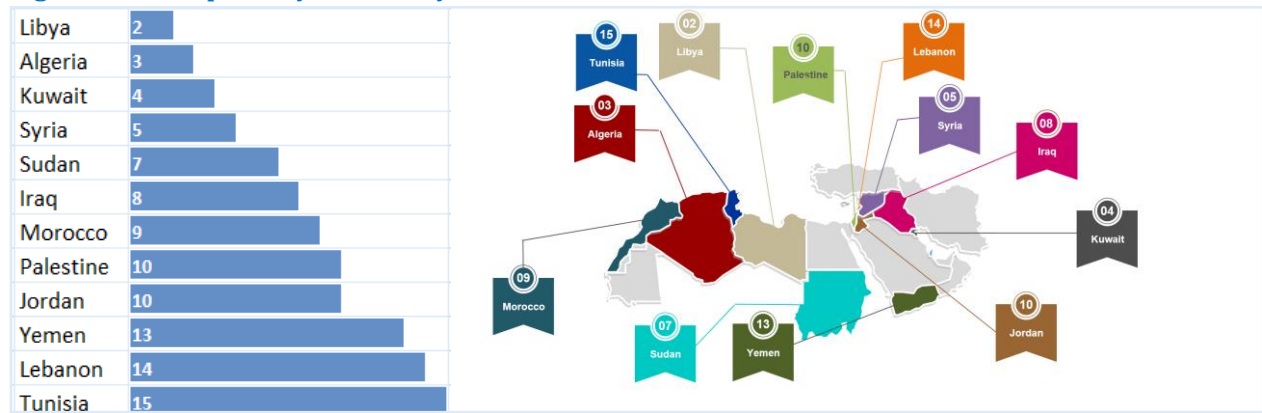 Libya 2
Algeria 3
Kuwait 4
Syria 5
Sudan 7
Iraq 8
Morocco 9
Palestine 10
Jordan 10
Yemen 13
Lebanon 14
Tunisia 15
15
Tunisia
02
Libya
10
Palestine
14
Lebanon
03
Algeria
05
Syria
08
Iraq
04
Kuwait
09
Morocco
07
Sudan
13
Yemen
10
Jordan